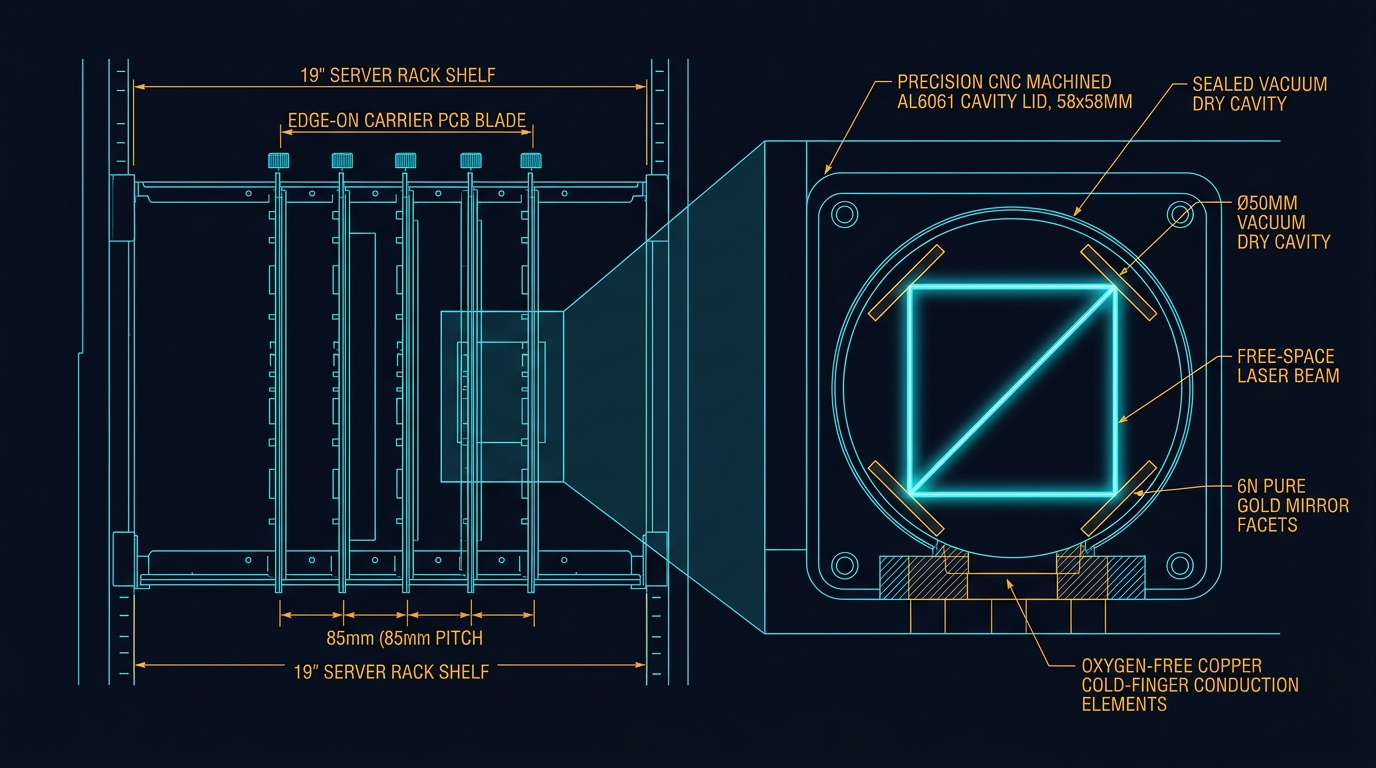 19" SERVER RACK SHELF
EDGE-ON CARRIER PCB BLADE
85mm (85mm PITCH
19" SERVER RACK SHELF
PRECISION CNC MACHINED
AL6061 CAVITY LID, 58x58MM
SEALED VACUUM
DRY CAVITY
Ø50MM
VACUUM
DRY CAVITY
FREE-SPACE
LASER BEAM
6N PURE
GOLD MIRROR
FACETS
OXYGEN-FREE COPPER
COLD-FINGER CONDUCTION
ELEMENTS